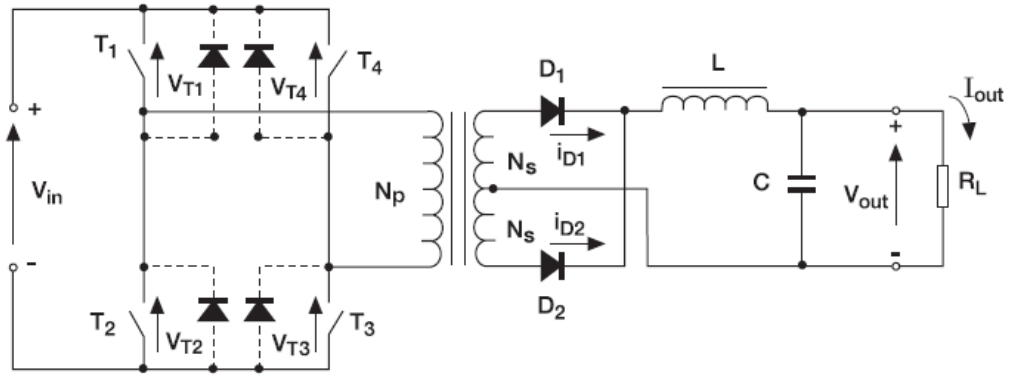 T1
VT1
VT4
T4
+
Vin
-
T2
VT2
VT3
T3
Np
Ns
Ns
D1
iD1
iD2
D2
L
C
+
Vout
-
Iout
RL